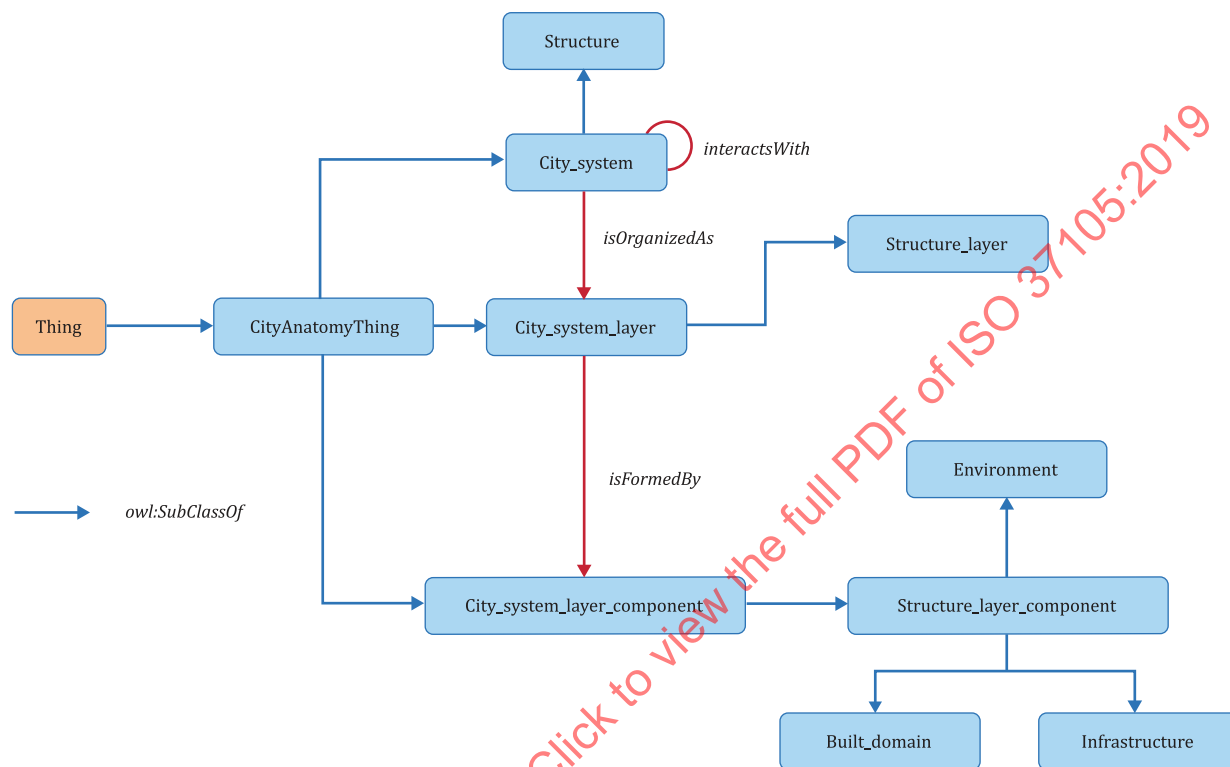 Structure
City_system
interactsWith
isOrganizedAs
Structure_layer
Thing
CityAnatomyThing
City_system_layer
Environment
isFormedBy
owl:SubClassOf
City_system_layer_component
Structure_layer_component
Built_domain
Infrastructure
Click to view the full PDF of ISO 37105:2019